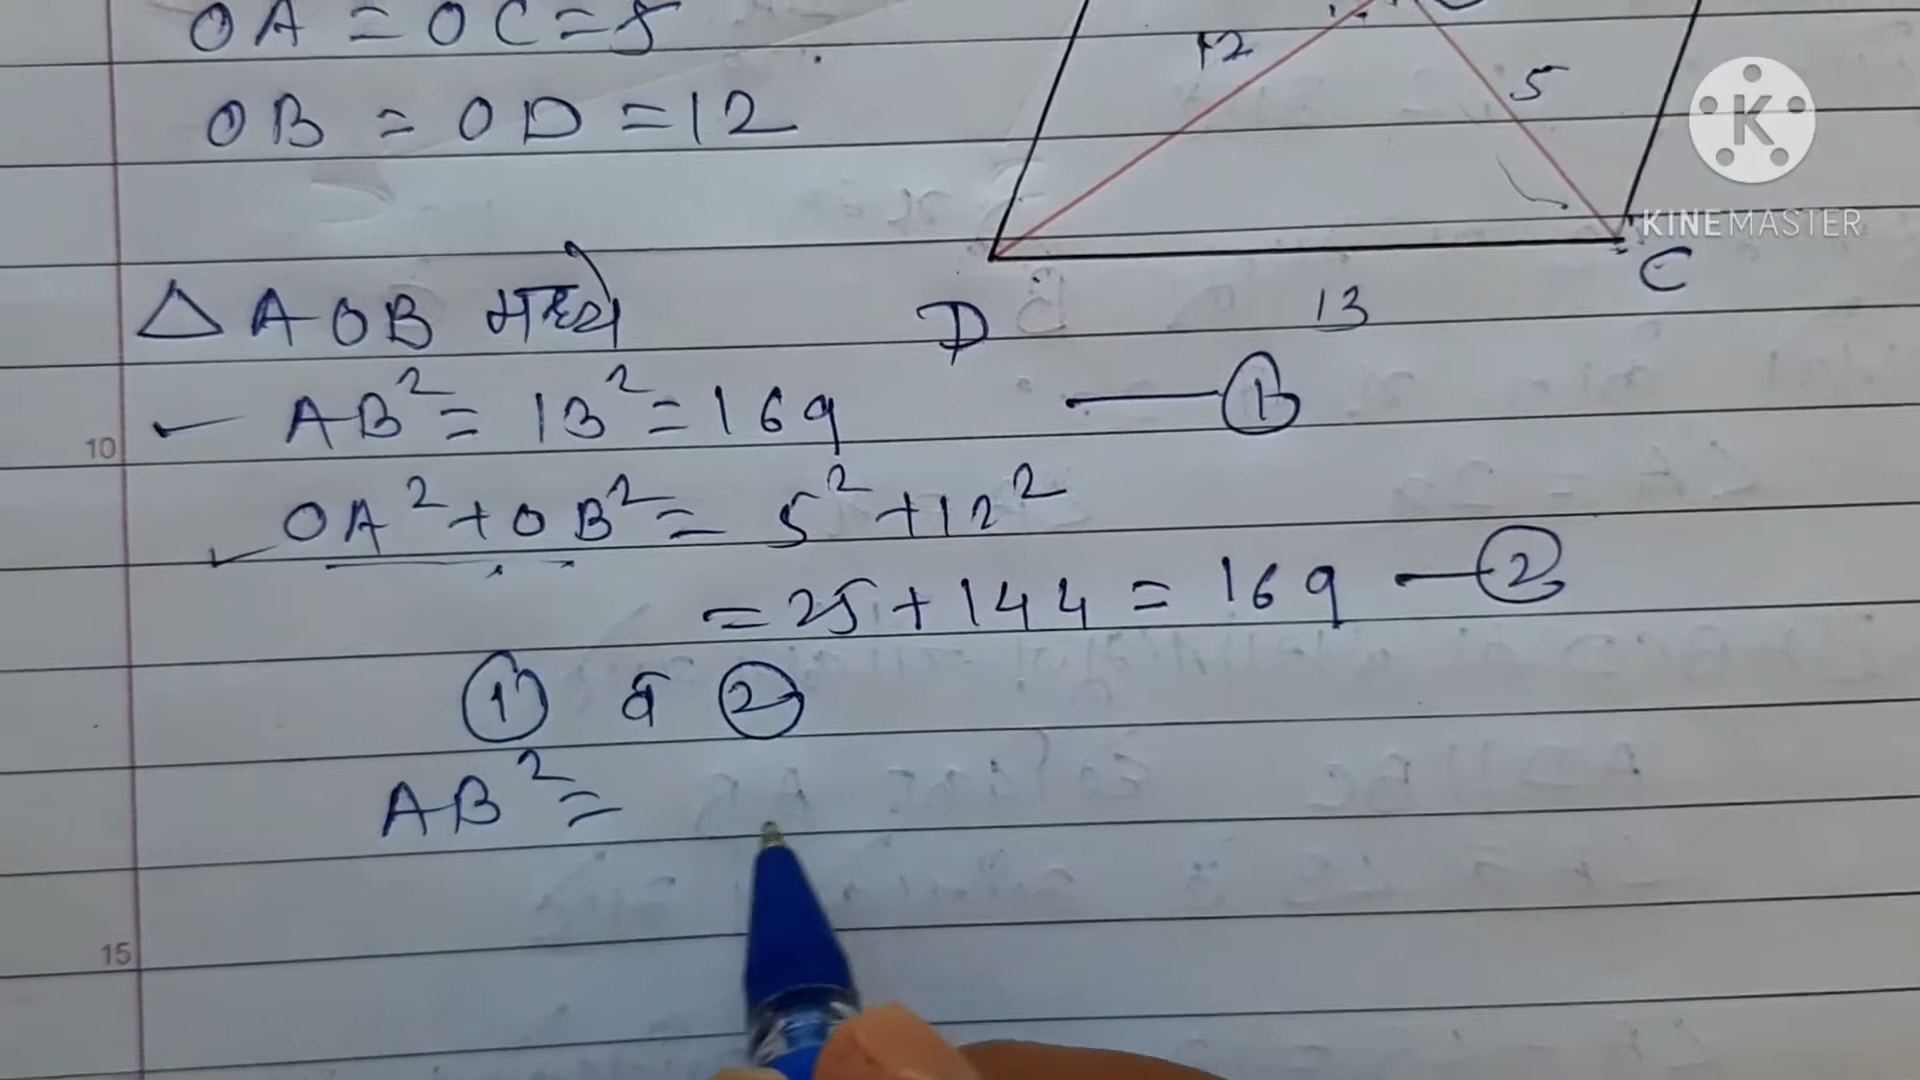 OA = OC = 5
OB = OD = 12
12
5
K
KINEMASTER
C
D
13
△ AOB मध्ये
AB² = 13² = 169 — ①
OA² + OB² = 5² + 12²
= 25 + 144 = 169 — ②
① व ②
AB² =
10
15